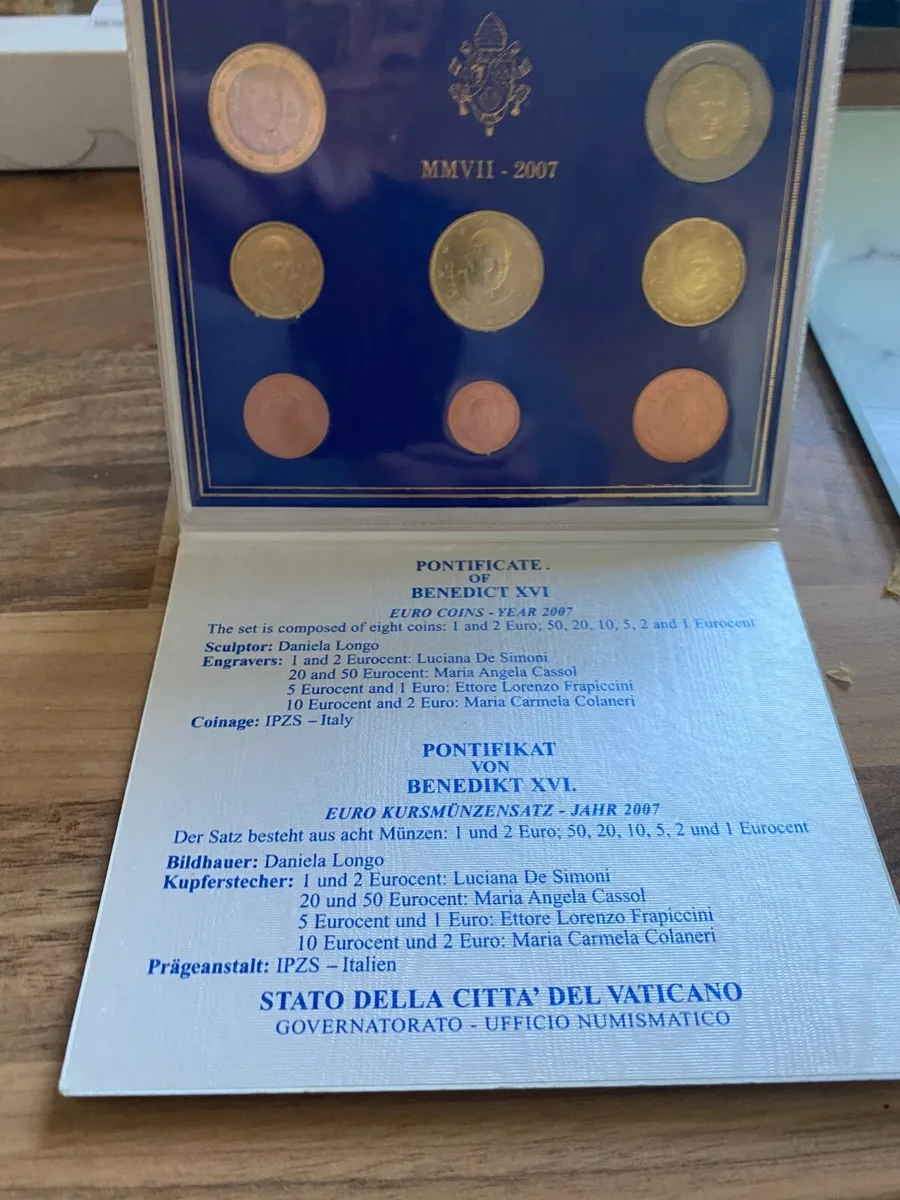 MMVII - 2007
PONTIFICATE.
OF
BENEDICT XVI
EURO COINS - YEAR 2007
The set is composed of eight coins: 1 and 2 Euro; 50, 20, 10, 5, 2 and 1 Eurocent
Sculptor: Daniela Longo
Engravers: 1 and 2 Eurocent: Luciana De Simoni
20 and 50 Eurocent: Maria Angela Cassol
5 Eurocent and 1 Euro: Ettore Lorenzo Frapiccini
10 Eurocent and 2 Euro: Maria Carmela Colaneri
Coinage: IPZS – Italy
PONTIFIKAT
VON
BENEDIKT XVI.
EURO KURSMÜNZENSATZ - JAHR 2007
Der Satz besteht aus acht Münzen: 1 und 2 Euro; 50, 20, 10, 5, 2 und 1 Eurocent
Bildhauer: Daniela Longo
Kupferstecher: 1 und 2 Eurocent: Luciana De Simoni
20 und 50 Eurocent: Maria Angela Cassol
5 Eurocent und 1 Euro: Ettore Lorenzo Frapiccini
10 Eurocent und 2 Euro: Maria Carmela Colaneri
Prägeanstalt: IPZS – Italien
STATO DELLA CITTA' DEL VATICANO
GOVERNATORATO - UFFICIO NUMISMATICO